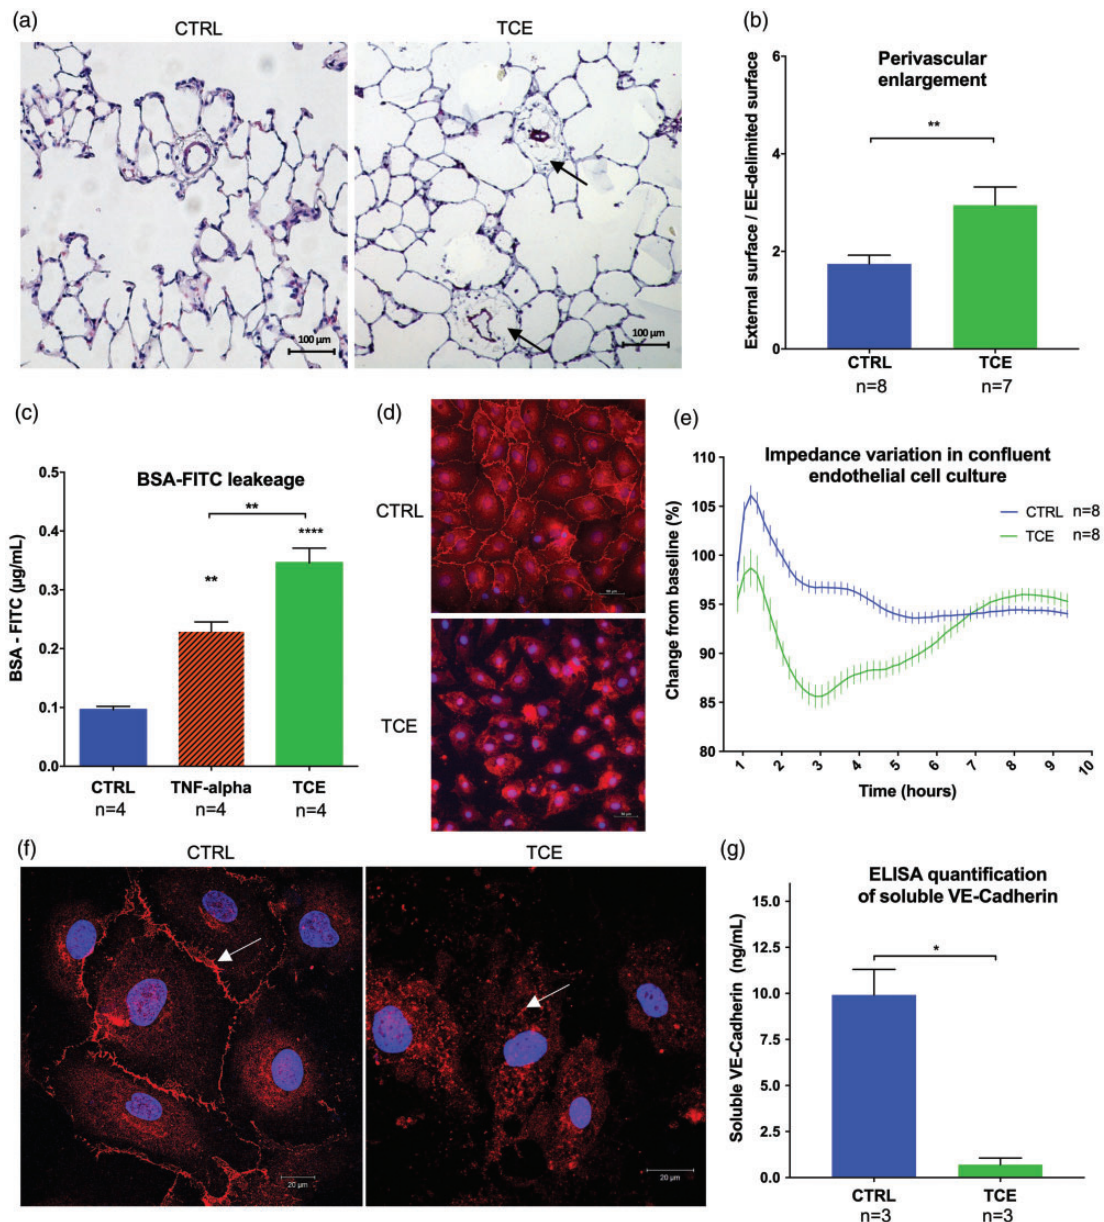 (a)
CTRL
TCE
100 µm
100 µm
(b)
Perivascular
enlargement
External surface / EE-delimited surface
6
4
2
0
**
CTRL
TCE
n=8
n=7
(c)
BSA-FITC leakeage
BSA - FITC (µg/mL)
0.5
0.4
0.3
0.2
0.1
0.0
**
**
****
CTRL
TNF-alpha
TCE
n=4
n=4
n=4
(d)
CTRL
TCE
(e)
Impedance variation in confluent
endothelial cell culture
CTRL n=8
TCE n=8
Change from baseline (%)
110
105
100
95
90
85
80
1 2 3 4 5 6 7 8 9 10
Time (hours)
(f)
CTRL
TCE
20 µm
20 µm
(g)
ELISA quantification
of soluble VE-Cadherin
Soluble VE-Cadherin (ng/mL)
15.0
12.5
10.0
7.5
5.0
2.5
0.0
*
CTRL
TCE
n=3
n=3